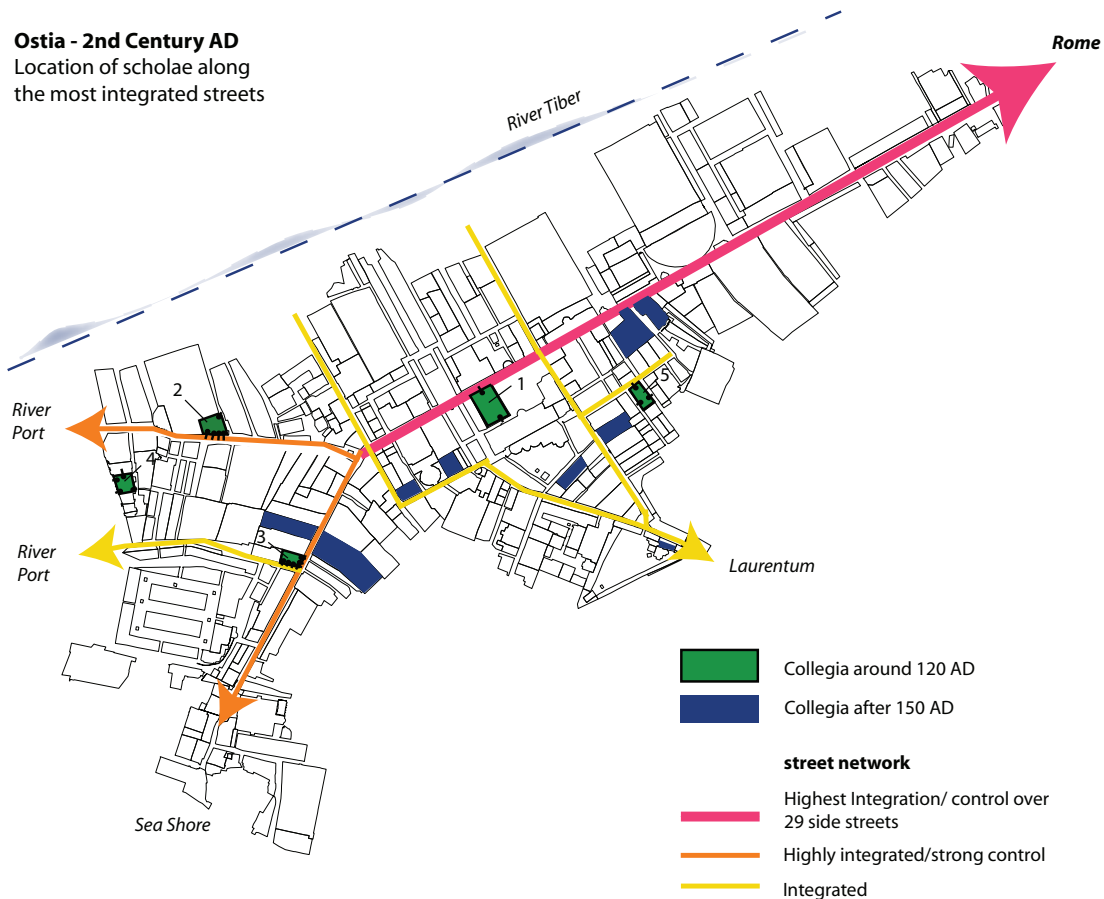 Ostia - 2nd Century AD
Location of scholae along
the most integrated streets
Rome
River Tiber
1
2
5
River
Port
4
3
River
Port
Laurentum
Sea Shore
Collegia around 120 AD
Collegia after 150 AD
street network
Highest Integration/ control over
29 side streets
Highly integrated/strong control
Integrated